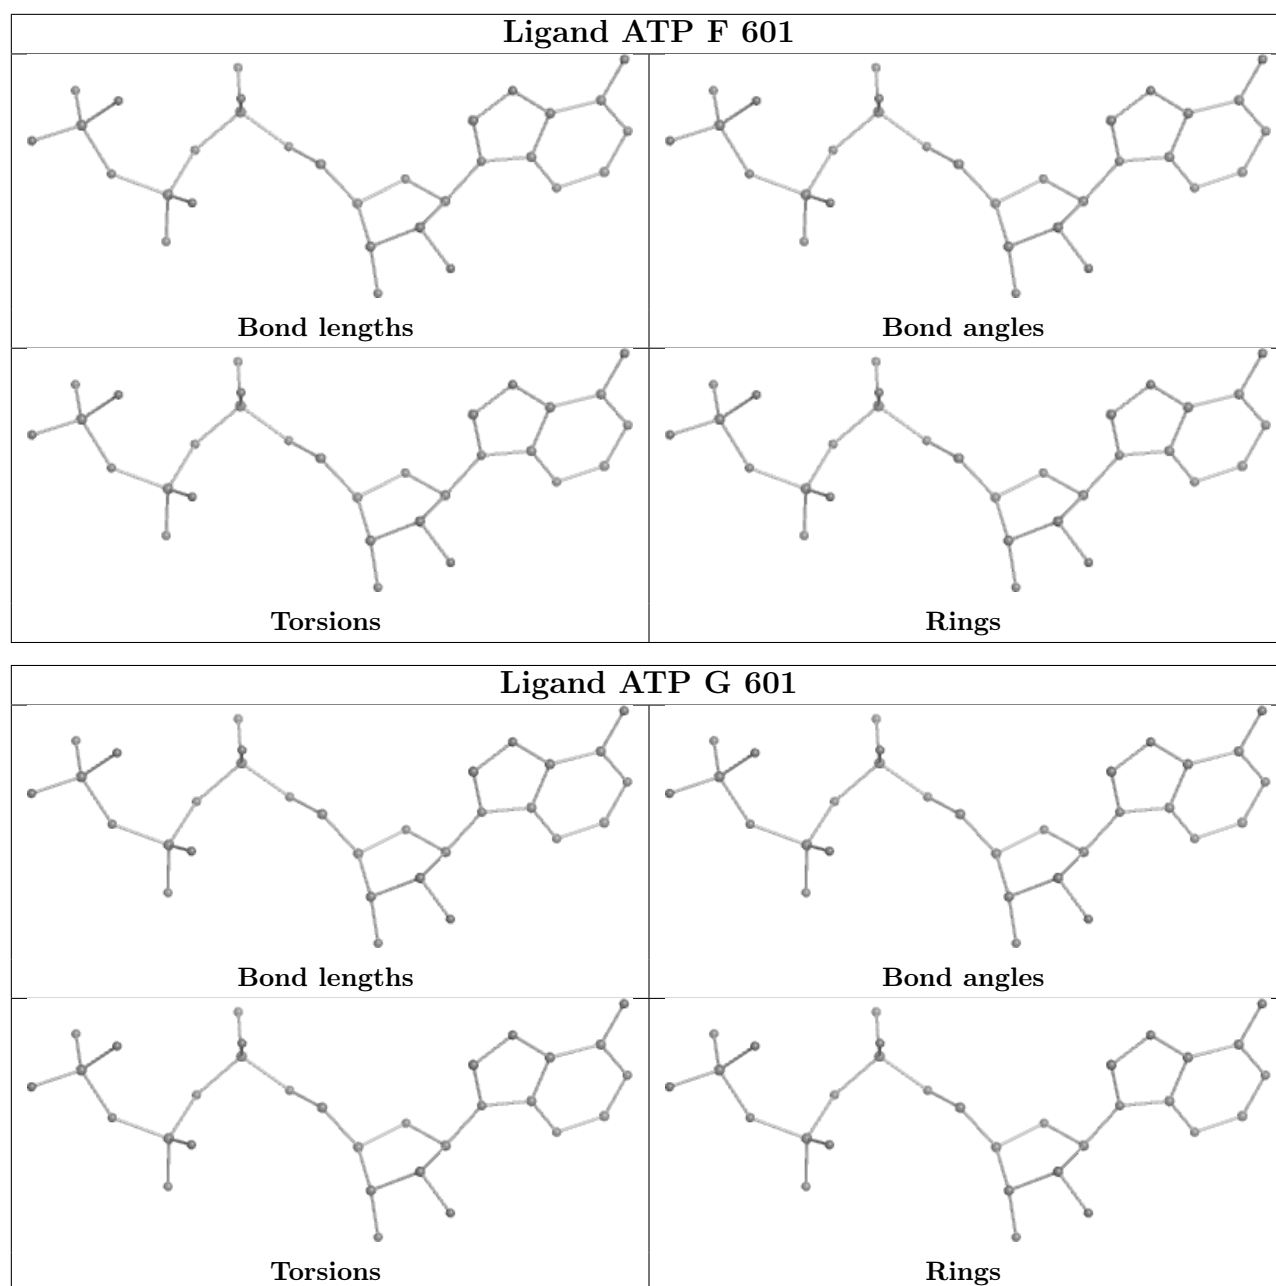 Ligand ATP F 601
Bond lengths
Bond angles
Torsions
Rings
Ligand ATP G 601
Bond lengths
Bond angles
Torsions
Rings